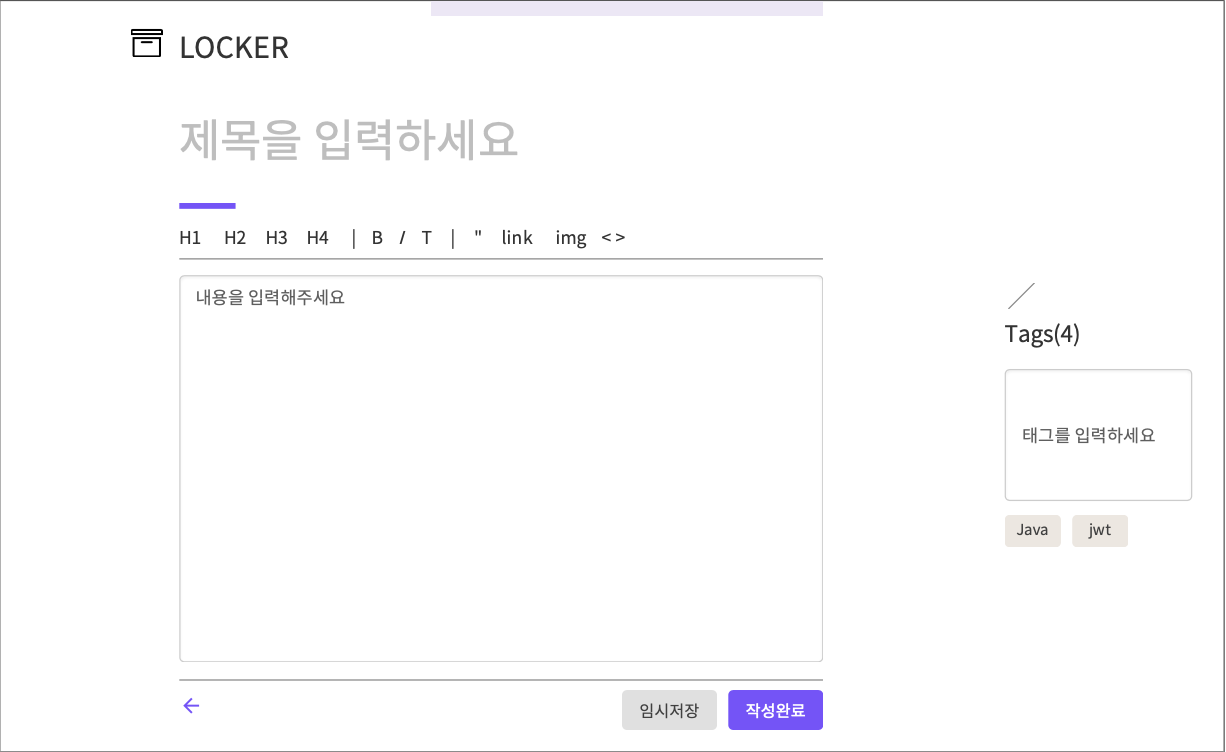 LOCKER
제목을 입력하세요
H1 H2 H3 H4 | B / T | " link img < >
내용을 입력해주세요
Tags(4)
태그를 입력하세요
Java jwt
임시저장 작성완료